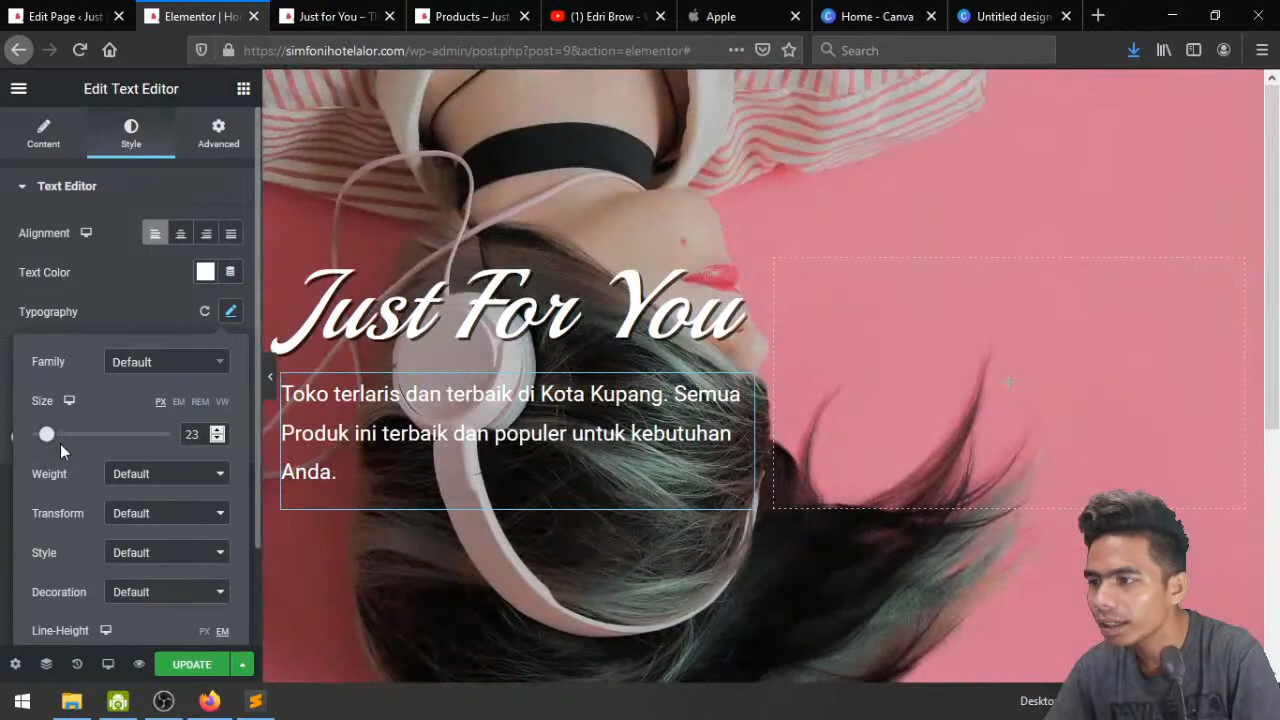 Edit Page ‹ Just
Elementor | Ho
Just for You – Th
Products – Just
(1) Edri Brow -
Apple
Home - Canva
Untitled design
https://simfonihotelalor.com/wp-admin/post.php?post=9&action=elementor#
Search
Edit Text Editor
Content
Style
Advanced
Text Editor
Alignment
Text Color
Typography
Family
Default
Size
PX EM REM VW
23
Weight
Default
Transform
Default
Style
Default
Decoration
Default
Line-Height
PX EM
UPDATE
Just For You
Toko terlaris dan terbaik di Kota Kupang. Semua
Produk ini terbaik dan populer untuk kebutuhan
Anda.